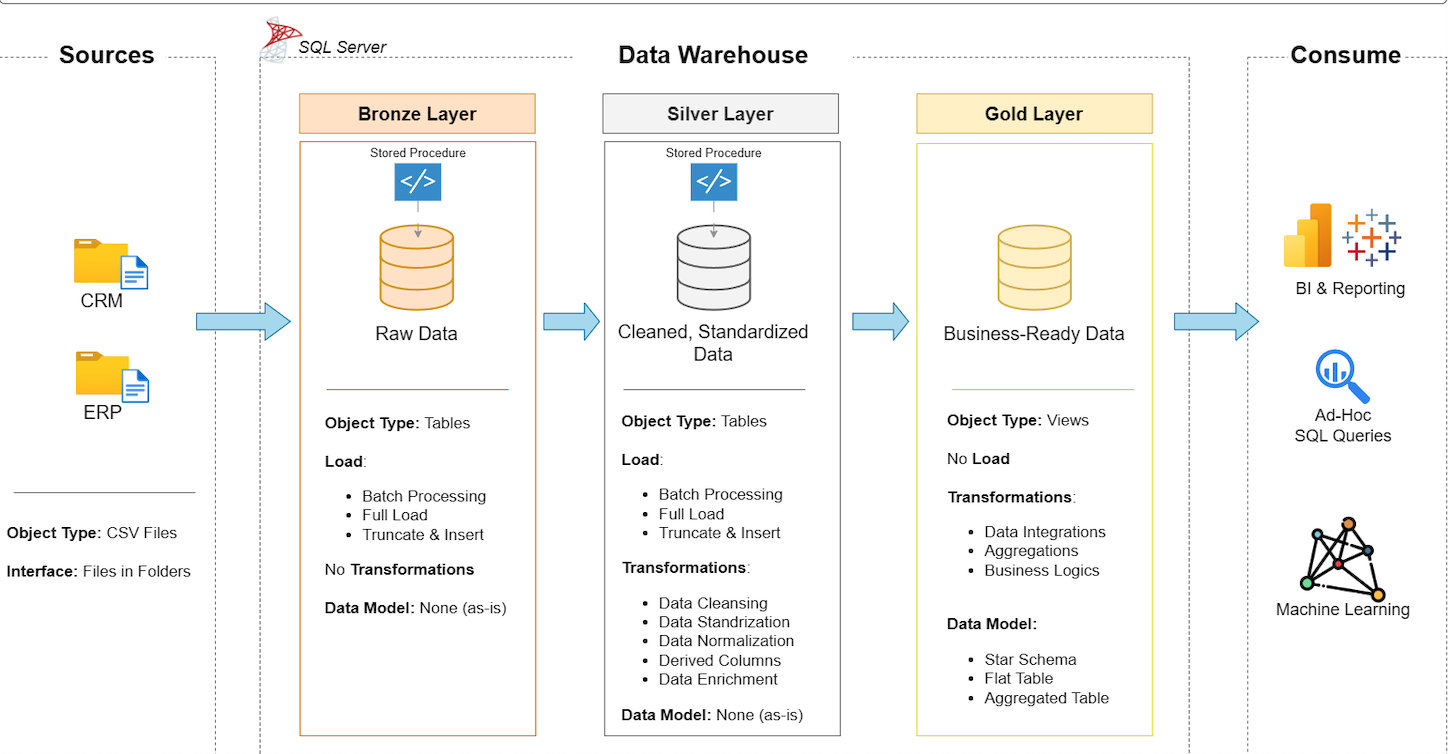 Sources
SQL Server
Data Warehouse
Consume
Bronze Layer
Silver Layer
Gold Layer
Stored Procedure
Stored Procedure
CRM
ERP
Object Type: CSV Files
Interface: Files in Folders
Raw Data
Object Type: Tables
Load:
Batch Processing
Full Load
Truncate & Insert
No Transformations
Data Model: None (as-is)
Cleaned, Standardized
Data
Object Type: Tables
Load:
Batch Processing
Full Load
Truncate & Insert
Transformations:
Data Cleansing
Data Standrization
Data Normalization
Derived Columns
Data Enrichment
Data Model: None (as-is)
Business-Ready Data
Object Type: Views
No Load
Transformations:
Data Integrations
Aggregations
Business Logics
Data Model:
Star Schema
Flat Table
Aggregated Table
BI & Reporting
Ad-Hoc
SQL Queries
Machine Learning